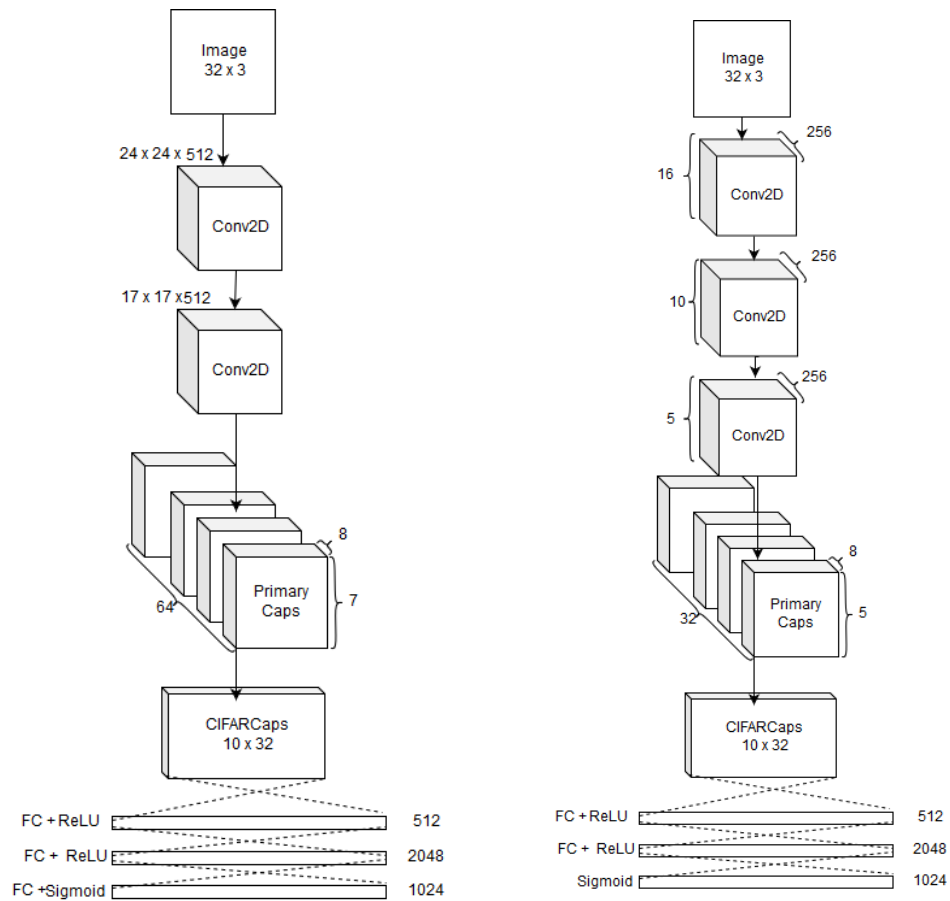 Image
32 x 3
24 x 24 x 512
Conv2D
17 x 17 x 512
Conv2D
8
Primary
Caps
7
64
CIFARCaps
10 x 32
FC + ReLU
512
FC + ReLU
2048
FC +Sigmoid
1024
Image
32 x 3
256
16
Conv2D
256
10
Conv2D
256
5
Conv2D
8
Primary
Caps
5
32
CIFARCaps
10 x 32
FC + ReLU
512
FC + ReLU
2048
Sigmoid
1024